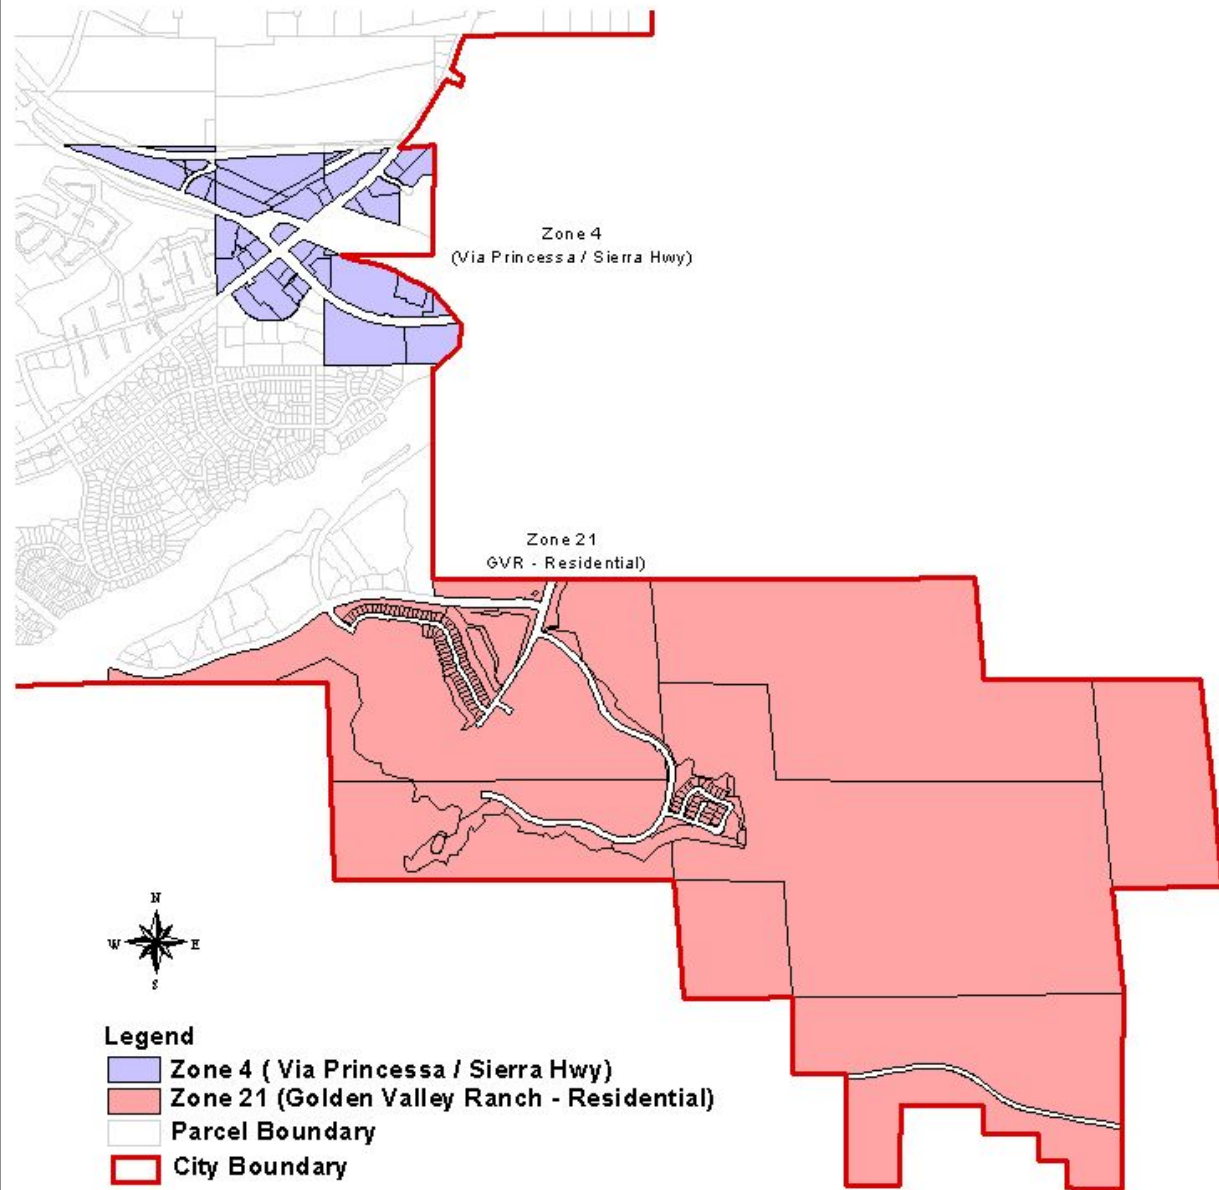 Zone 4
(Via Princessa / Sierra Hwy)
Zone 21
GVR - Residential)
N
W E
S
Legend
Zone 4 ( Via Princessa / Sierra Hwy)
Zone 21 (Golden Valley Ranch - Residential)
Parcel Boundary
City Boundary